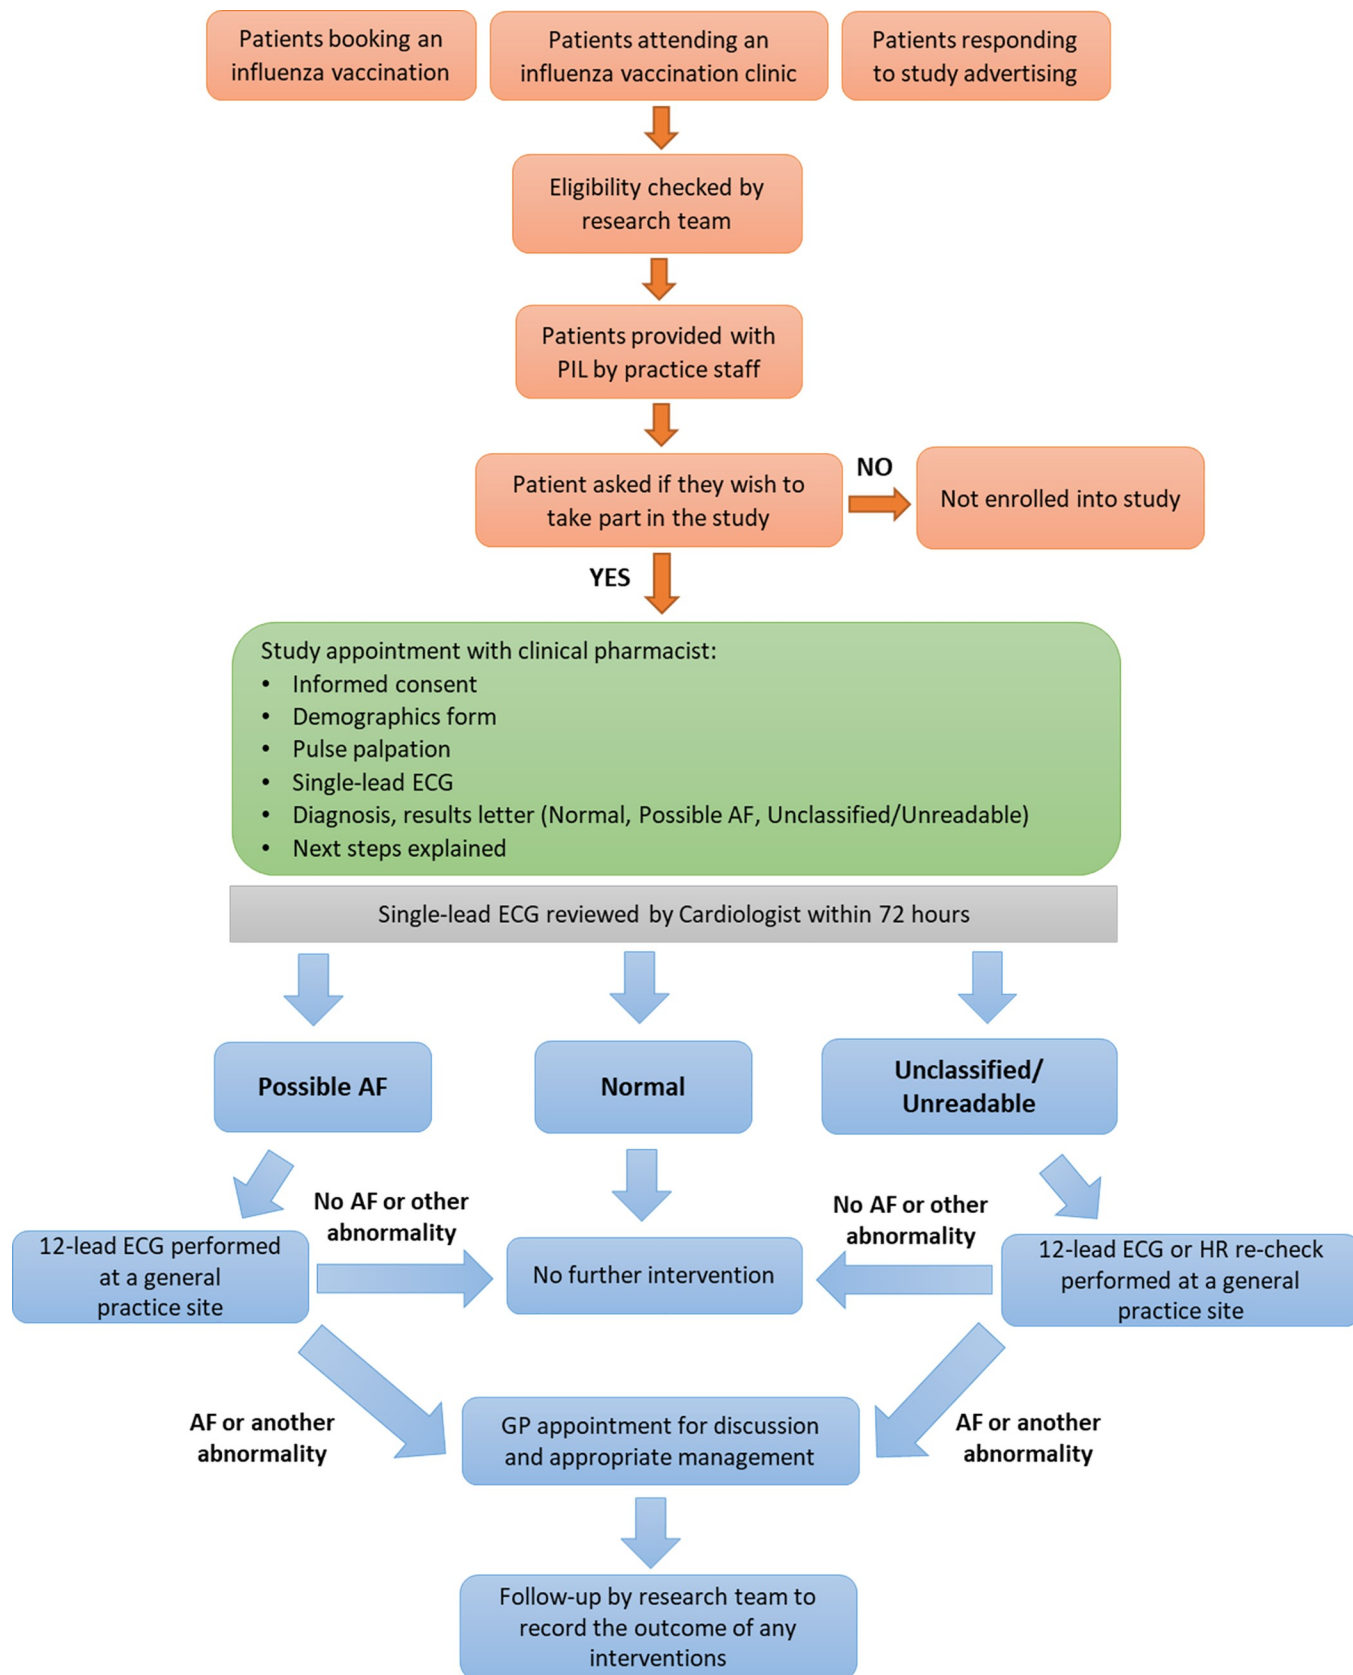 Patients booking an
influenza vaccination
Patients attending an
influenza vaccination clinic
Patients responding
to study advertising
Eligibility checked by
research team
Patients provided with
PIL by practice staff
Patient asked if they wish to
take part in the study
NO
Not enrolled into study
YES
Study appointment with clinical pharmacist:
• Informed consent
• Demographics form
• Pulse palpation
• Single-lead ECG
• Diagnosis, results letter (Normal, Possible AF, Unclassified/Unreadable)
• Next steps explained
Single-lead ECG reviewed by Cardiologist within 72 hours
Possible AF
Normal
Unclassified/
Unreadable
No AF or other
abnormality
No AF or other
abnormality
12-lead ECG performed
at a general
practice site
No further intervention
12-lead ECG or HR re-check
performed at a general
practice site
AF or another
abnormality
GP appointment for discussion
and appropriate management
AF or another
abnormality
Follow-up by research team to
record the outcome of any
interventions